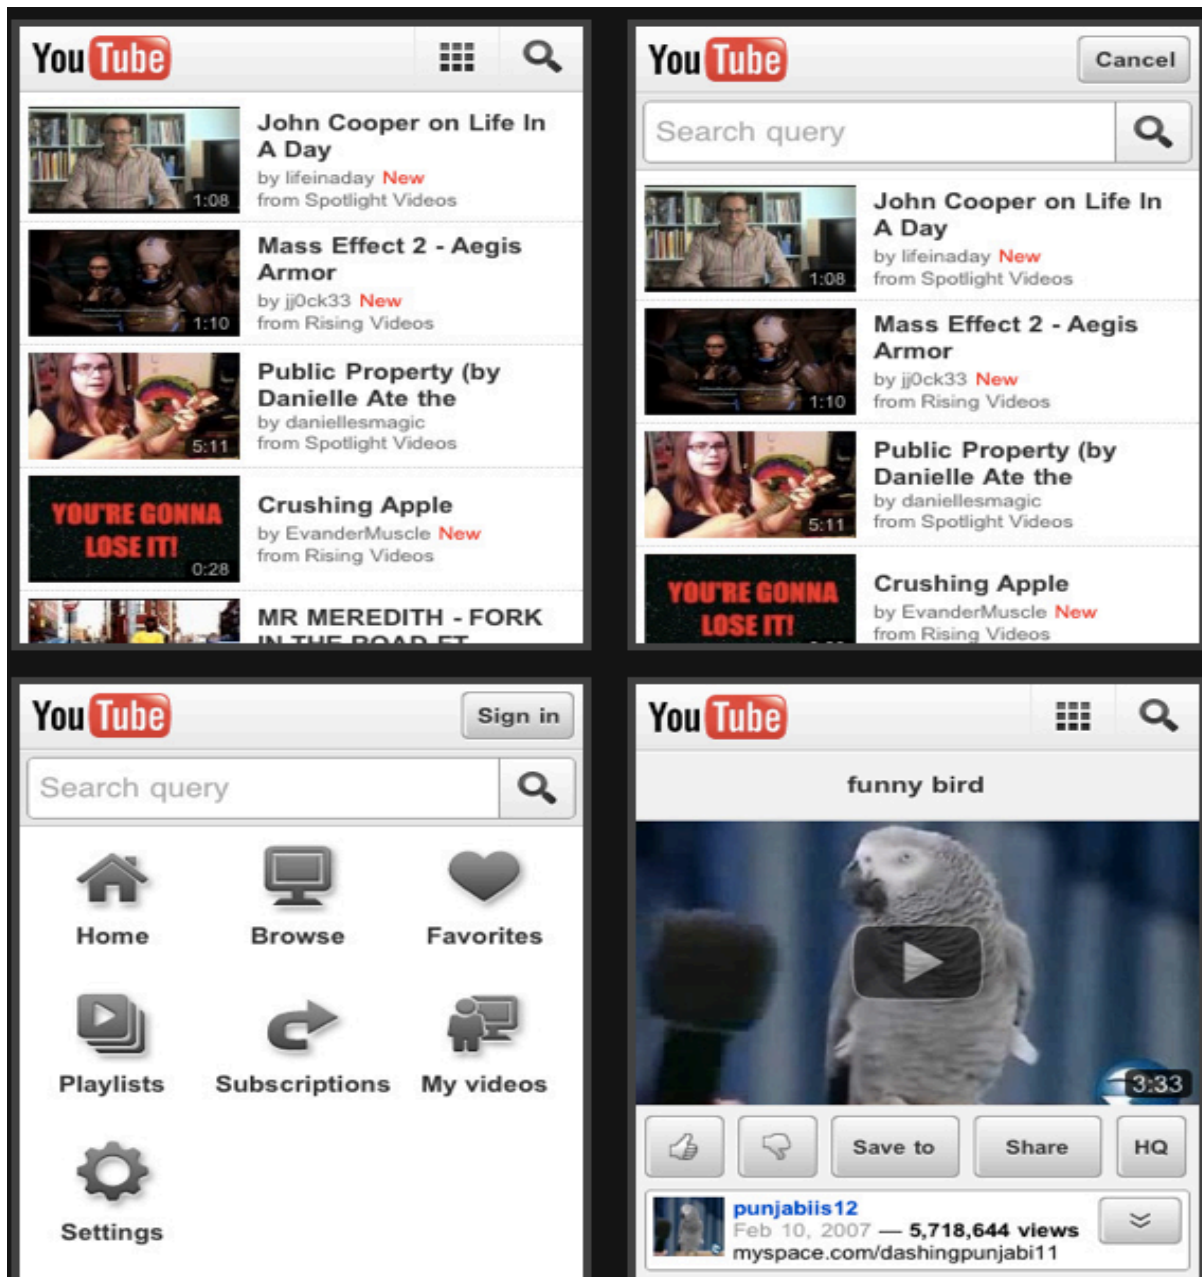 YouTube
John Cooper on Life In
A Day
by lifeinaday New
from Spotlight Videos
1:08
Mass Effect 2 - Aegis
Armor
by jj0ck33 New
from Rising Videos
1:10
Public Property (by
Danielle Ate the
by daniellesmagic
from Spotlight Videos
5:11
YOU'RE GONNA
LOSE IT!
0:28
Crushing Apple
by EvanderMuscle New
from Rising Videos
MR MEREDITH - FORK
IN THE ROAD FT
YouTube
Cancel
Search query
John Cooper on Life In
A Day
by lifeinaday New
from Spotlight Videos
1:08
Mass Effect 2 - Aegis
Armor
by jj0ck33 New
from Rising Videos
1:10
Public Property (by
Danielle Ate the
by daniellesmagic
from Spotlight Videos
5:11
YOU'RE GONNA
LOSE IT!
Crushing Apple
by EvanderMuscle New
from Rising Videos
YouTube
Sign in
Search query
Home Browse Favorites
Playlists Subscriptions My videos
Settings
YouTube
funny bird
3:33
Save to Share HQ
punjabiis12
Feb 10, 2007 — 5,718,644 views
myspace.com/dashingpunjabi11